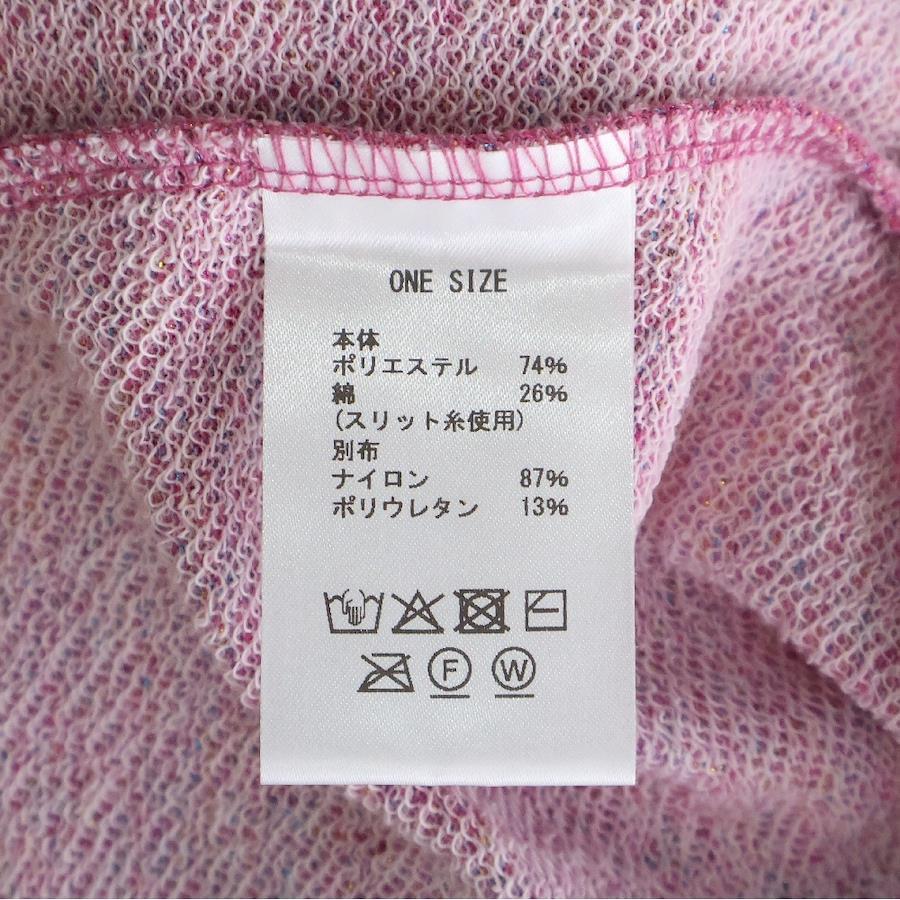 ONE SIZE
本体
ポリエステル 74%
綿 26%
(スリット糸使用)
別布
ナイロン 87%
ポリウレタン 13%
F W